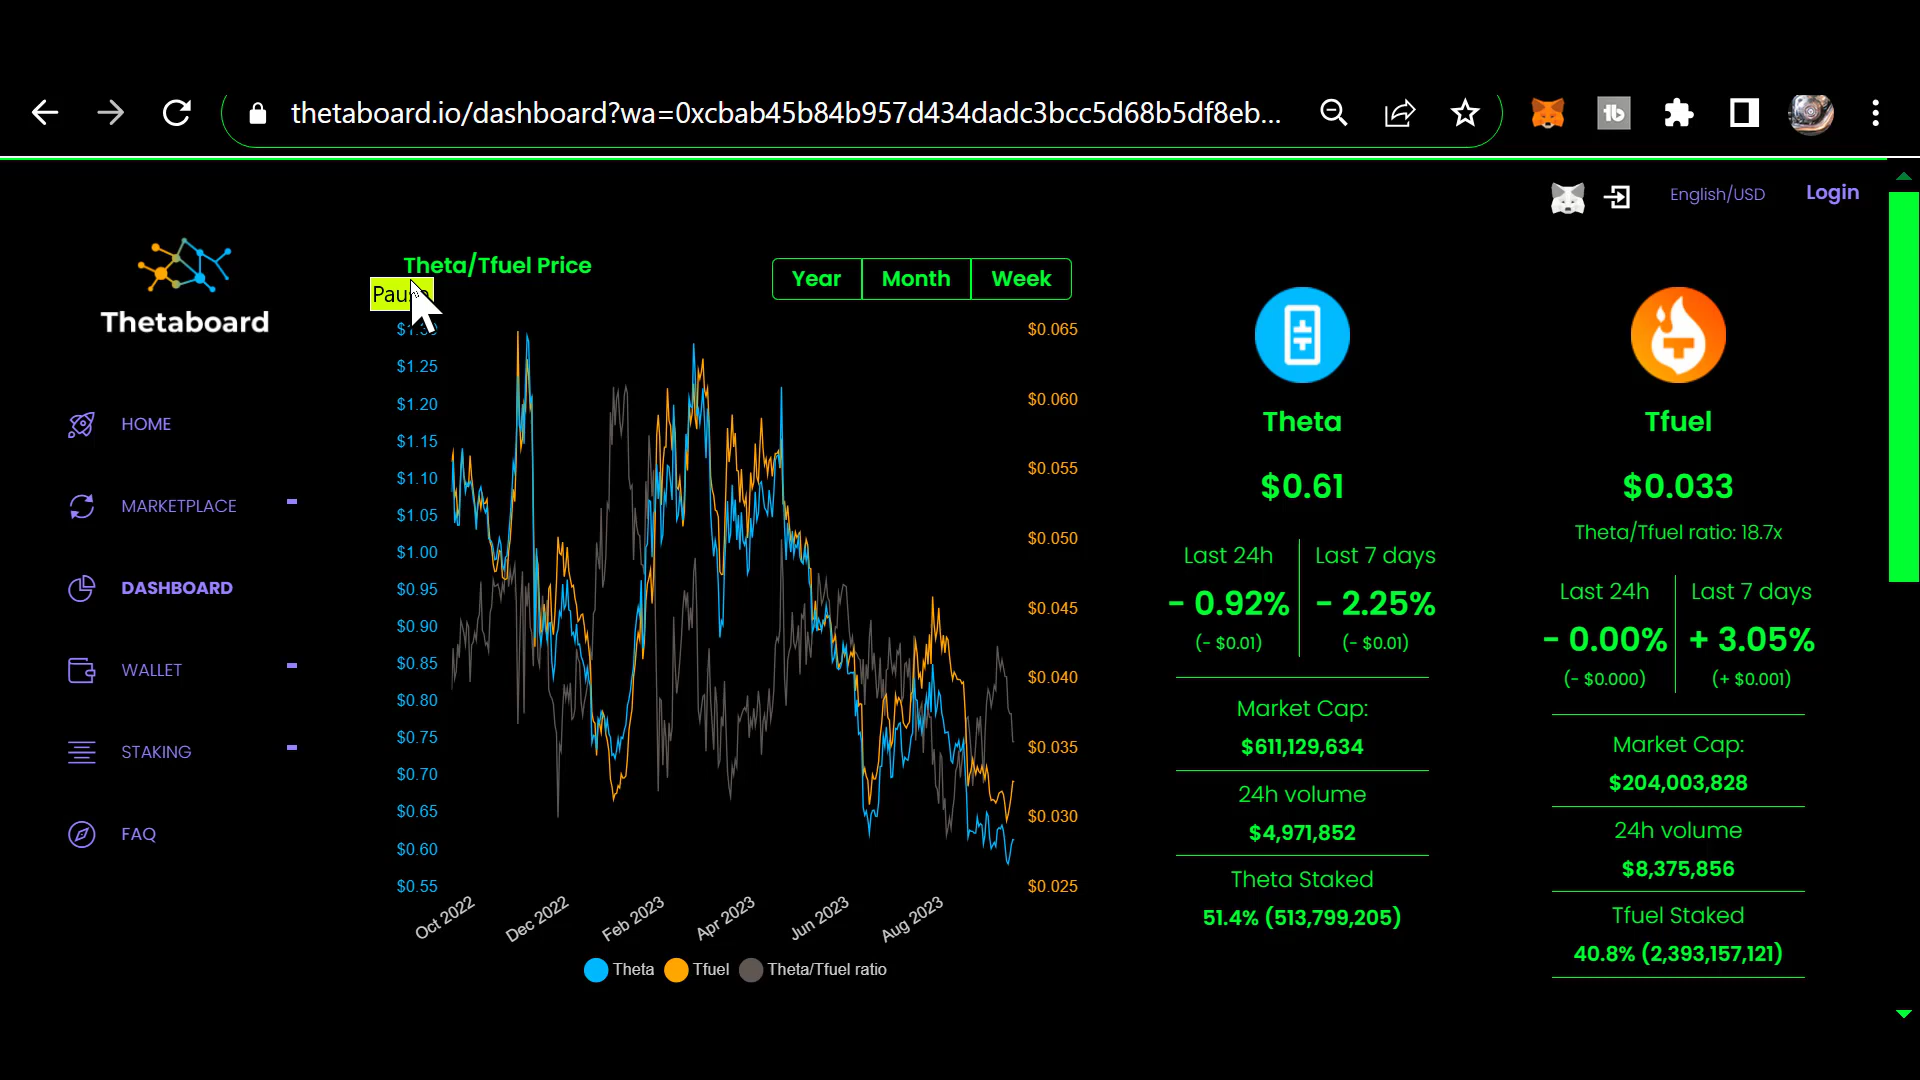 thetaboard.io/dashboard?wa=0xcbab45b84b957d434dadc3bcc5d68b5df8eb...
English/USD
Login
Thetaboard
HOME
MARKETPLACE
DASHBOARD
WALLET
STAKING
FAQ
Theta/Tfuel Price
Year
Month
Week
$1.25
$1.20
$1.15
$1.10
$1.05
$1.00
$0.95
$0.90
$0.85
$0.80
$0.75
$0.70
$0.65
$0.60
$0.55
$0.065
$0.060
$0.055
$0.050
$0.045
$0.040
$0.035
$0.030
$0.025
Oct 2022
Dec 2022
Feb 2023
Apr 2023
Jun 2023
Aug 2023
Theta
Tfuel
Theta/Tfuel ratio
Theta
$0.61
Last 24h
- 0.92%
(- $0.01)
Last 7 days
- 2.25%
(- $0.01)
Market Cap:
$611,129,634
24h volume
$4,971,852
Theta Staked
51.4% (513,799,205)
Tfuel
$0.033
Theta/Tfuel ratio: 18.7x
Last 24h
- 0.00%
(- $0.000)
Last 7 days
+ 3.05%
(+ $0.001)
Market Cap:
$204,003,828
24h volume
$8,375,856
Tfuel Staked
40.8% (2,393,157,121)